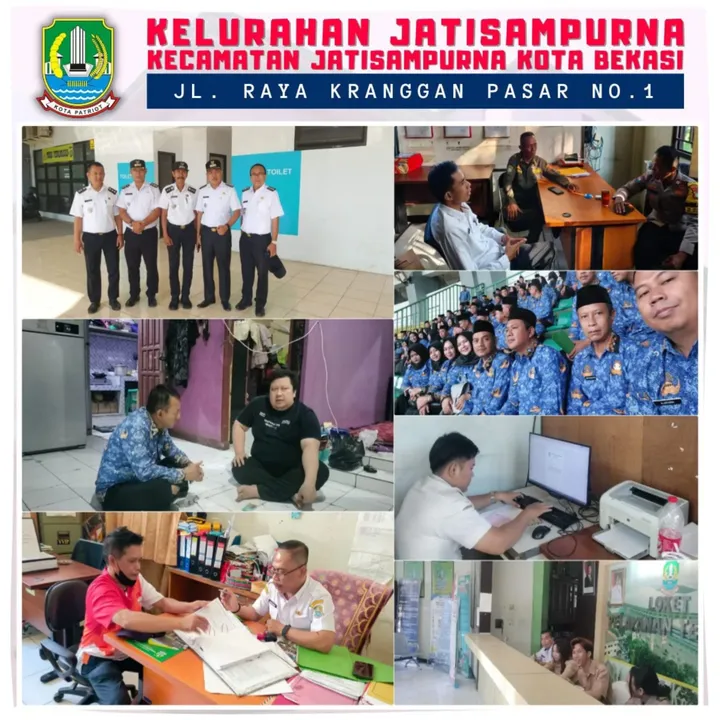 KELURAHAN JATISAMPURNA
KECAMATAN JATISAMPURNA KOTA BEKASI
JL. RAYA KRANGGAN PASAR NO.1
KOTA PATRIOT
TOILET
LOKET